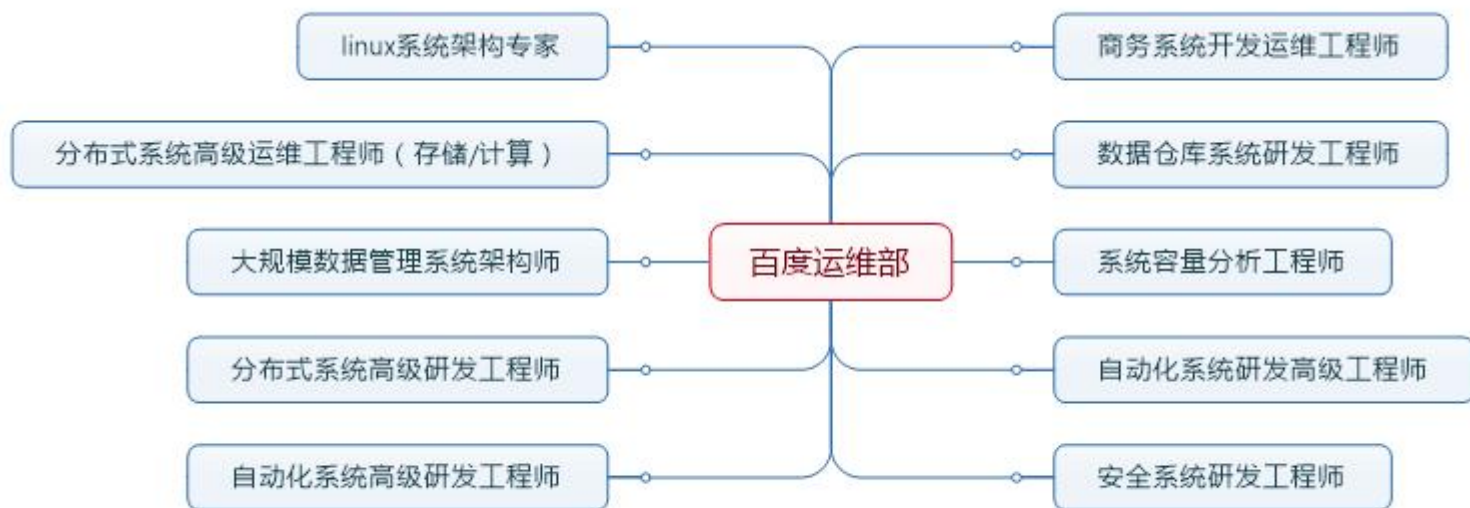 linux系统架构专家
分布式系统高级运维工程师（存储/计算）
大规模数据管理系统架构师
分布式系统高级研发工程师
自动化系统高级研发工程师
百度运维部
商务系统开发运维工程师
数据仓库系统研发工程师
系统容量分析工程师
自动化系统研发高级工程师
安全系统研发工程师